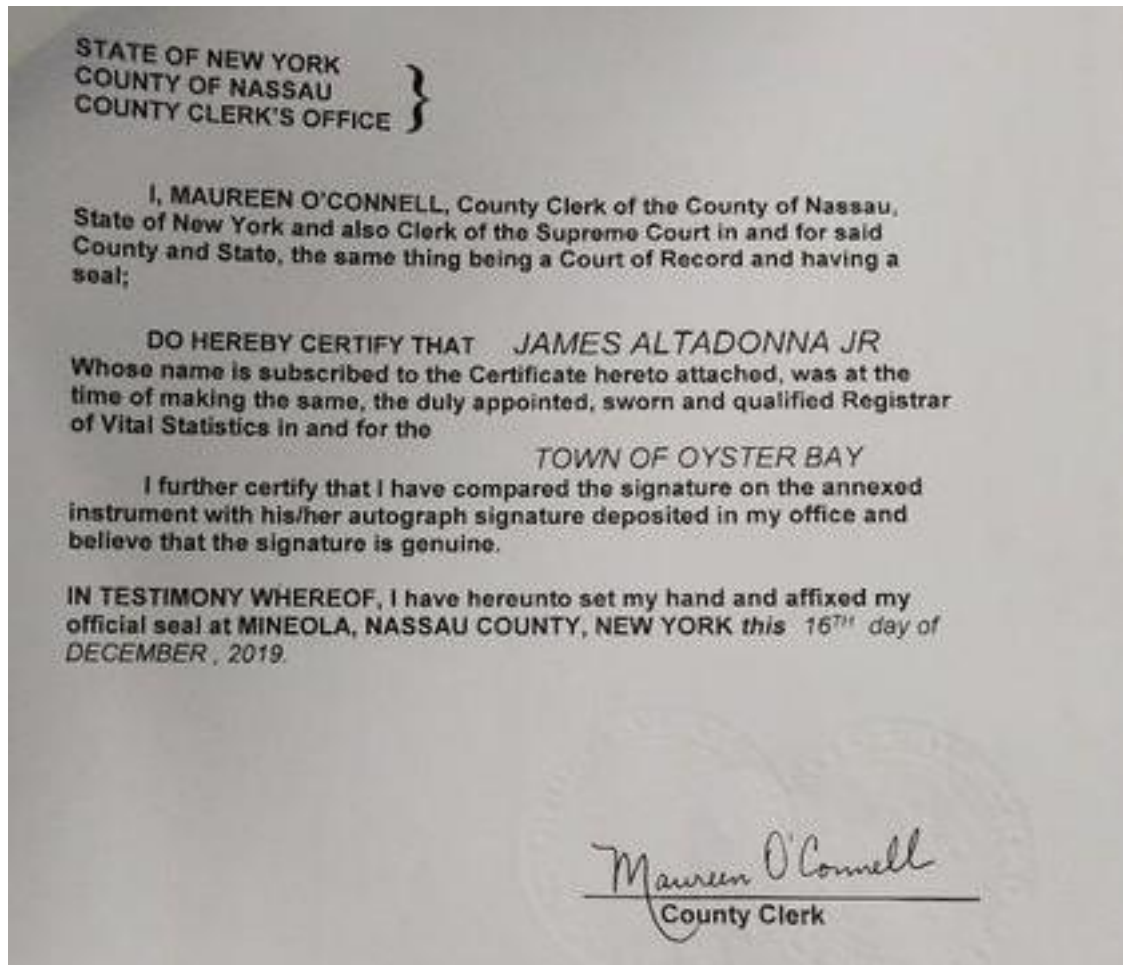 STATE OF NEW YORK
COUNTY OF NASSAU
COUNTY CLERK'S OFFICE }
I, MAUREEN O'CONNELL, County Clerk of the County of Nassau,
State of New York and also Clerk of the Supreme Court in and for said
County and State, the same thing being a Court of Record and having a
seal;
DO HEREBY CERTIFY THAT JAMES ALTADONNA JR
Whose name is subscribed to the Certificate hereto attached, was at the
time of making the same, the duly appointed, sworn and qualified Registrar
of Vital Statistics in and for the
TOWN OF OYSTER BAY
I further certify that I have compared the signature on the annexed
instrument with his/her autograph signature deposited in my office and
believe that the signature is genuine.
IN TESTIMONY WHEREOF, I have hereunto set my hand and affixed my
official seal at MINEOLA, NASSAU COUNTY, NEW YORK this 16TH day of
DECEMBER, 2019.
Maureen O'Connell
County Clerk